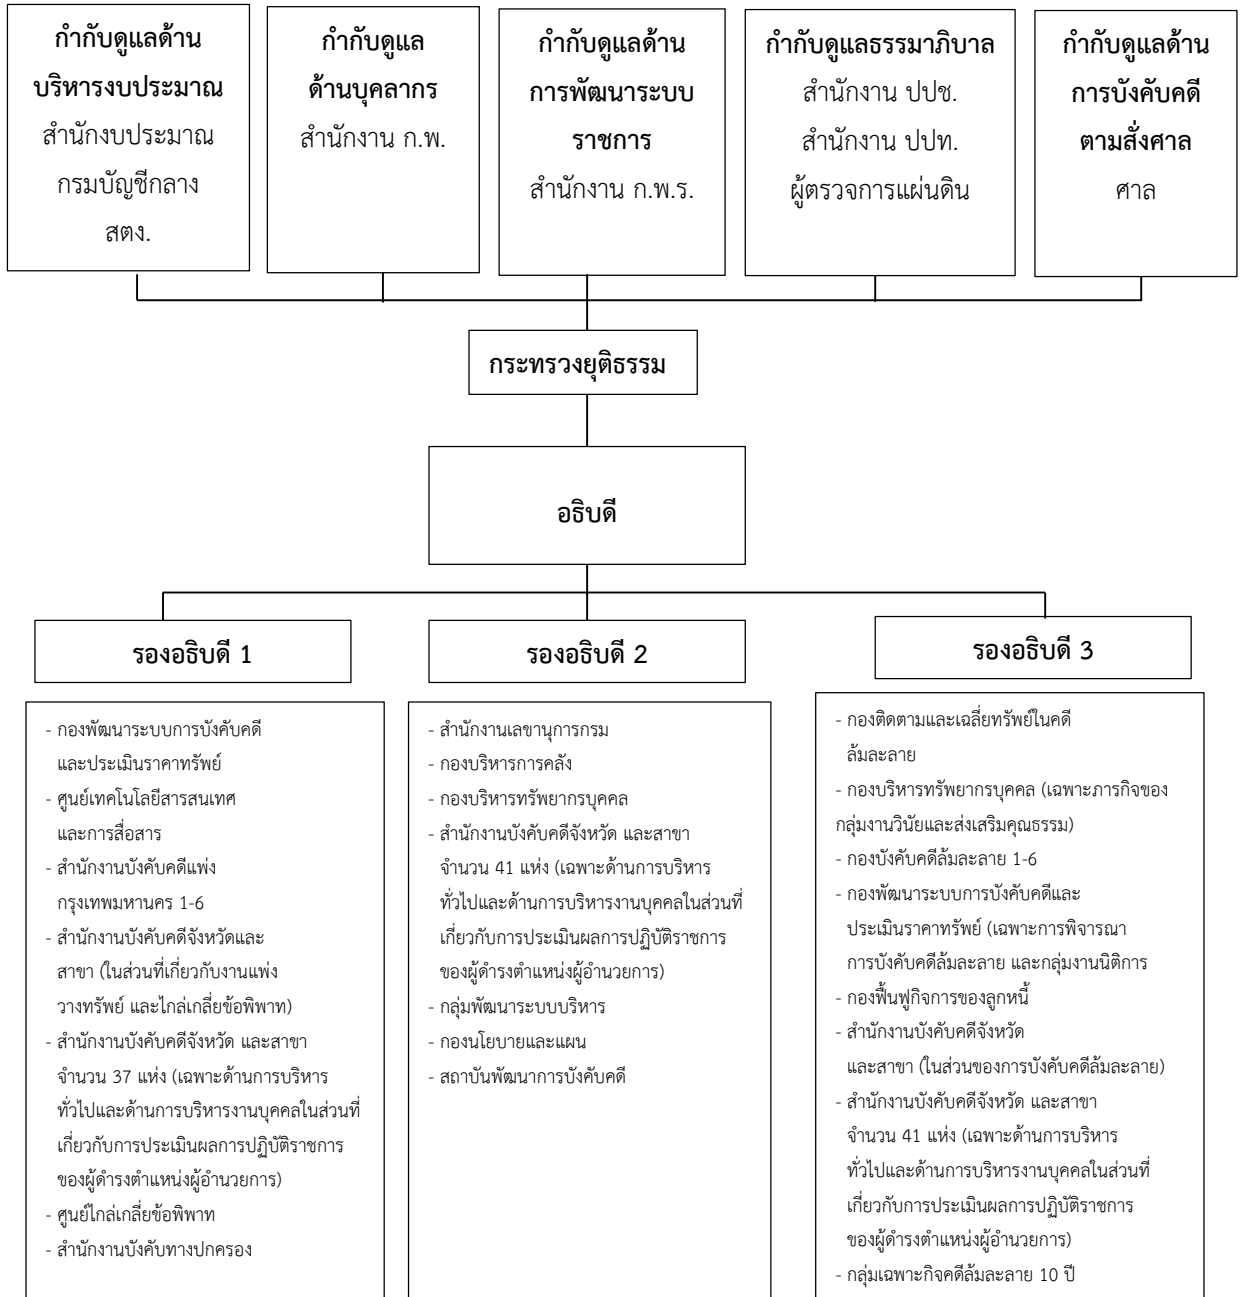 กำกับดูแลด้าน
บริหารงบประมาณ
สำนักงบประมาณ
กรมบัญชีกลาง
สตง.
กำกับดูแล
ด้านบุคลากร
สำนักงาน ก.พ.
กำกับดูแลด้าน
การพัฒนาระบบ
ราชการ
สำนักงาน ก.พ.ร.
กำกับดูแลธรรมาภิบาล
สำนักงาน ปปช.
สำนักงาน ปปท.
ผู้ตรวจการแผ่นดิน
กำกับดูแลด้าน
การบังคับคดี
ตามสั่งศาล
ศาล
กระทรวงยุติธรรม
อธิบดี
รองอธิบดี 1
- กองพัฒนาระบบการบังคับคดี
และประเมินราคาทรัพย์
- ศูนย์เทคโนโลยีสารสนเทศ
และการสื่อสาร
- สำนักงานบังคับคดีแพ่ง
กรุงเทพมหานคร 1-6
- สำนักงานบังคับคดีจังหวัดและ
สาขา (ในส่วนที่เกี่ยวกับงานแพ่ง
วางทรัพย์ และไกล่เกลี่ยข้อพิพาท)
- สำนักงานบังคับคดีจังหวัด และสาขา
จำนวน 37 แห่ง (เฉพาะด้านการบริหาร
ทั่วไปและด้านการบริหารงานบุคคลในส่วนที่
เกี่ยวกับการประเมินผลการปฏิบัติราชการ
ของผู้ดำรงตำแหน่งผู้อำนวยการ)
- ศูนย์ไกล่เกลี่ยข้อพิพาท
- สำนักงานบังคับทางปกครอง
รองอธิบดี 2
- สำนักงานเลขานุการกรม
- กองบริหารการคลัง
- กองบริหารทรัพยากรบุคคล
- สำนักงานบังคับคดีจังหวัด และสาขา
จำนวน 41 แห่ง (เฉพาะด้านการบริหาร
ทั่วไปและด้านการบริหารงานบุคคลในส่วนที่
เกี่ยวกับการประเมินผลการปฏิบัติราชการ
ของผู้ดำรงตำแหน่งผู้อำนวยการ)
- กลุ่มพัฒนาระบบบริหาร
- กองนโยบายและแผน
- สถาบันพัฒนาการบังคับคดี
รองอธิบดี 3
- กองติดตามและเฉลี่ยทรัพย์ในคดี
ล้มละลาย
- กองบริหารทรัพยากรบุคคล (เฉพาะภารกิจของ
กลุ่มงานวินัยและส่งเสริมคุณธรรม)
- กองบังคับคดีล้มละลาย 1-6
- กองพัฒนาระบบการบังคับคดีและ
ประเมินราคาทรัพย์ (เฉพาะการพิจารณา
การบังคับคดีล้มละลาย และกลุ่มงานนิติการ
- กองฟื้นฟูกิจการของลูกหนี้
- สำนักงานบังคับคดีจังหวัด
และสาขา (ในส่วนของการบังคับคดีล้มละลาย)
- สำนักงานบังคับคดีจังหวัด และสาขา
จำนวน 41 แห่ง (เฉพาะด้านการบริหาร
ทั่วไปและด้านการบริหารงานบุคคลในส่วนที่
เกี่ยวกับการประเมินผลการปฏิบัติราชการ
ของผู้ดำรงตำแหน่งผู้อำนวยการ)
- กลุ่มเฉพาะกิจคดีล้มละลาย 10 ปี